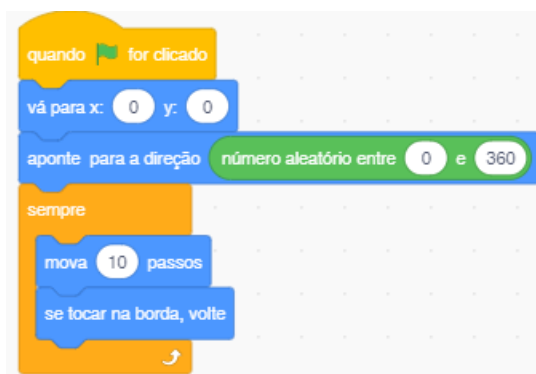 quando for clicado
vá para x: 0 y: 0
aponte para a direção número aleatório entre 0 e 360
sempre
mova 10 passos
se tocar na borda, volte